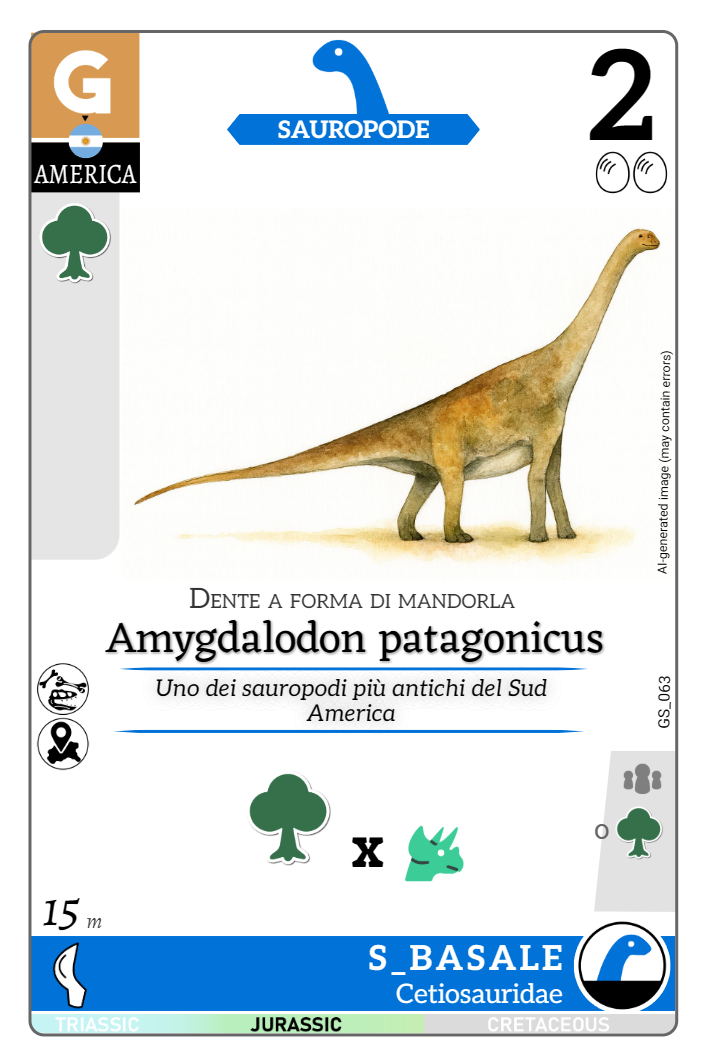 G
AMERICA
SAUROPODE
2
AI-generated image (may contain errors)
Dente a forma di mandorla
Amygdalodon patagonicus
Uno dei sauropodi più antichi del Sud
America
GS_063
x
o
15 m
S_BASALE
Cetiosauridae
TRIASSIC
JURASSIC
CRETACEOUS